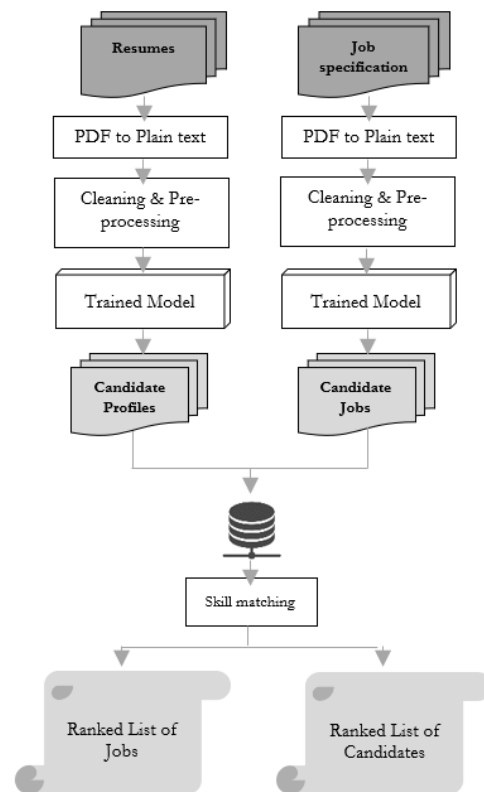 Resumes
Job
specification
PDF to Plain text
PDF to Plain text
Cleaning & Pre-
processing
Cleaning & Pre-
processing
Trained Model
Trained Model
Candidate
Profiles
Candidate
Jobs
Skill matching
Ranked List of
Jobs
Ranked List of
Candidates